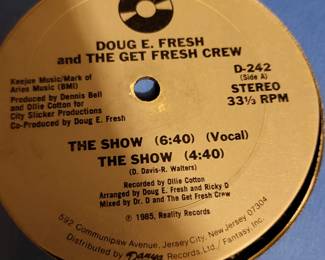 DOUG E. FRESH
and THE GET FRESH CREW
Keejue Music/Mark of
Aries Music (BMI)
Produced by Dennis Bell
and Ollie Cotton for
City Slicker Productions
Co-Produced by Doug E. Fresh
D-242
(Side A)
STEREO
33⅓ RPM
THE SHOW (6:40) (Vocal)
THE SHOW (4:40)
(D. Davis-R. Walters)
Recorded by Ollie Cotton
Arranged by Doug E. Fresh and Ricky D
Mixed by Dr. D and The Get Fresh Crew
℗ 1985, Reality Records
592 Communipaw Avenue, Jersey City, New Jersey 07304
Distributed by Danya Records, Ltd./Fantasy, Inc.